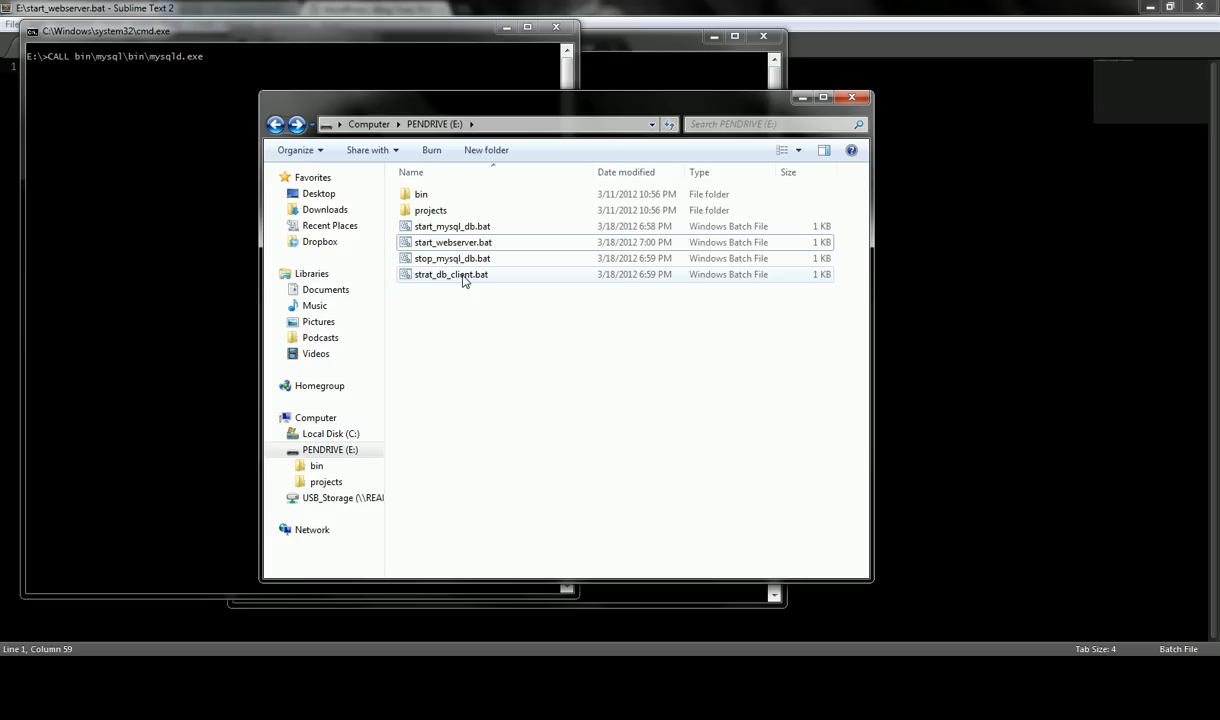 E:\start_webserver.bat - Sublime Text 2
File
C:\Windows\system32\cmd.exe
1
E:\>CALL bin\mysql\bin\mysqld.exe
Computer
PENDRIVE (E:)
Search PENDRIVE (E:)
Organize
Share with
Burn
New folder
Name
Date modified
Type
Size
Favorites
Desktop
Downloads
Recent Places
Dropbox
Libraries
Documents
Music
Pictures
Podcasts
Videos
Homegroup
Computer
Local Disk (C:)
PENDRIVE (E:)
bin
projects
USB_Storage (\\REAl
Network
bin 3/11/2012 10:56 PM File folder
projects 3/11/2012 10:56 PM File folder
start_mysql_db.bat 3/18/2012 6:58 PM Windows Batch File 1 KB
start_webserver.bat 3/18/2012 7:00 PM Windows Batch File 1 KB
stop_mysql_db.bat 3/18/2012 6:59 PM Windows Batch File 1 KB
strat_db_client.bat 3/18/2012 6:59 PM Windows Batch File 1 KB
Line 1, Column 59
Tab Size: 4
Batch File